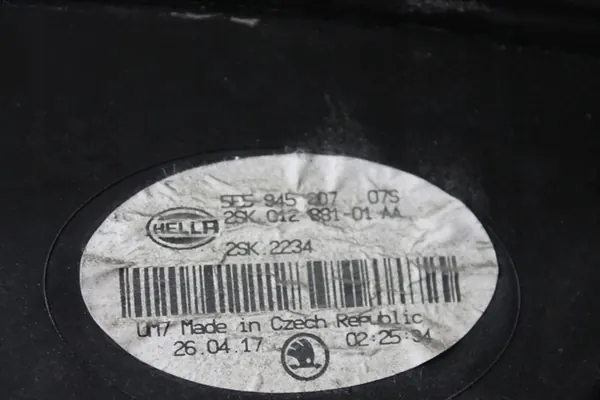 5E5 945 207 07S
2SK 012 881-01 AA
HELLA
2SK 2234
UM7 Made in Czech Republic
26.04.17 02:25:34